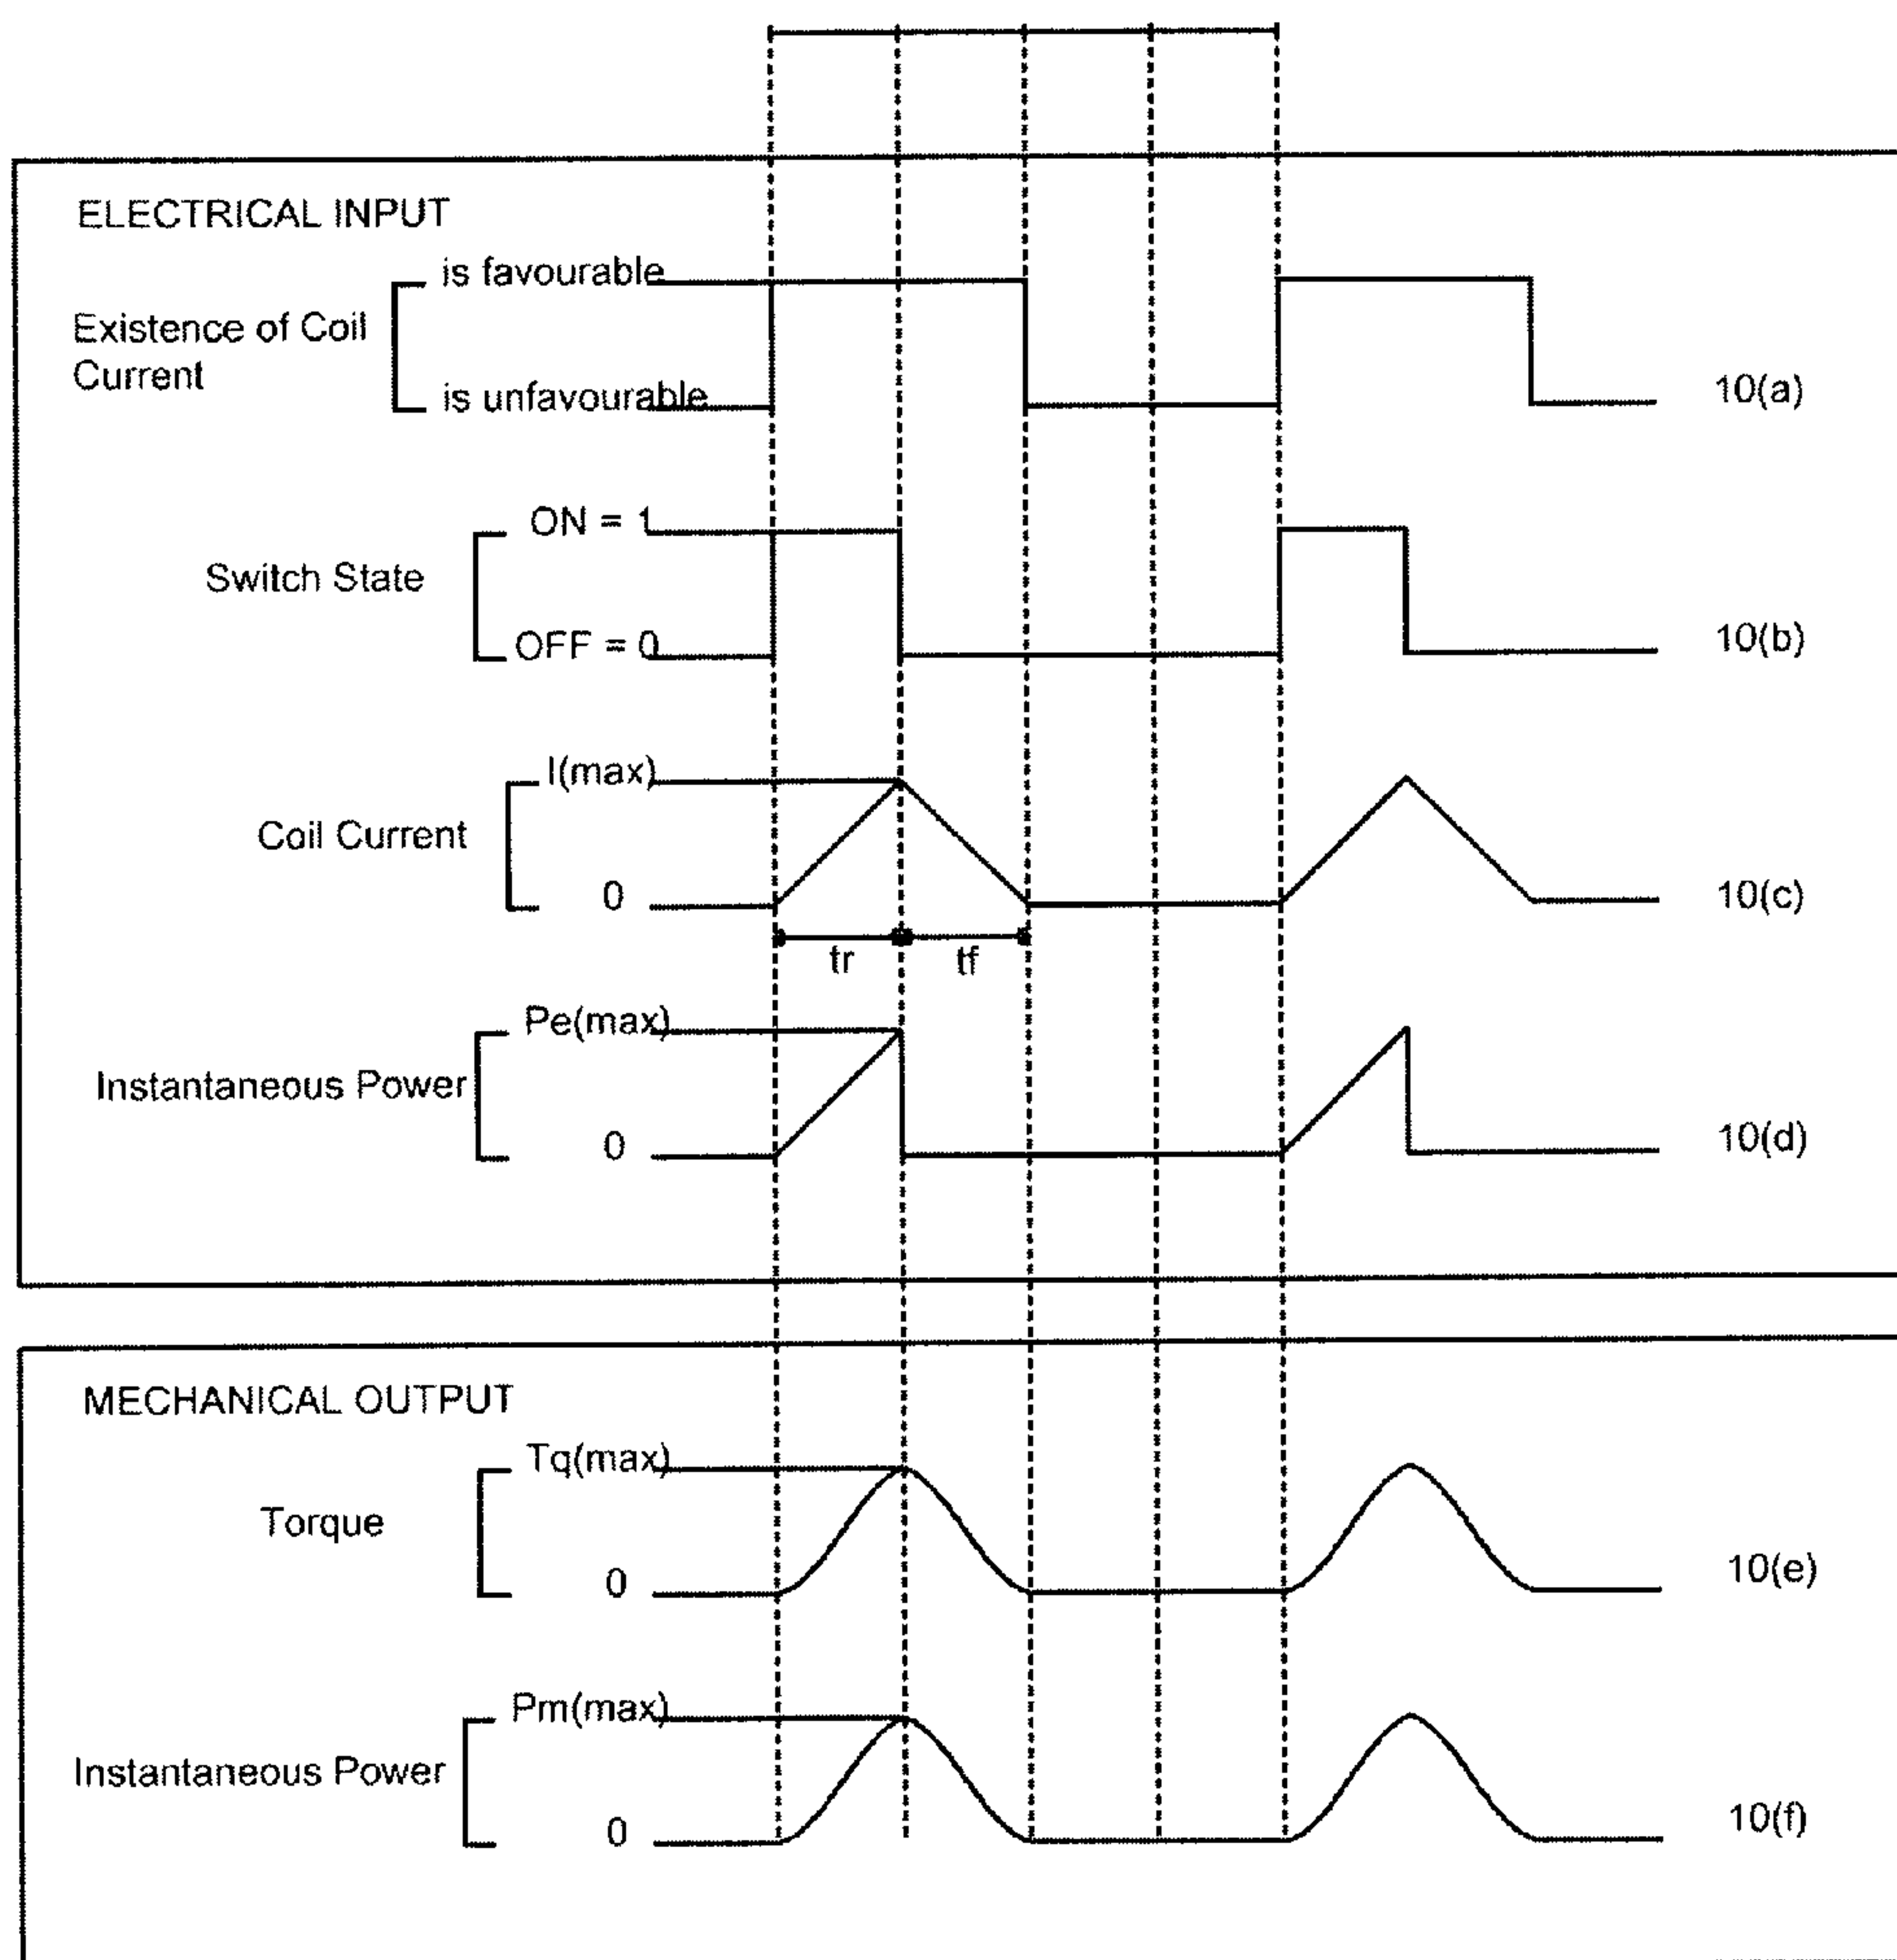 ELECTRICAL INPUT
is favourable
Existence of Coil
Current
is unfavourable
10(a)
ON = 1
Switch State
OFF = 0
10(b)
I(max)
Coil Current
0
10(c)
tr
tf
Pe(max)
Instantaneous Power
0
10(d)
MECHANICAL OUTPUT
Tq(max)
Torque
0
10(e)
Pm(max)
Instantaneous Power
0
10(f)